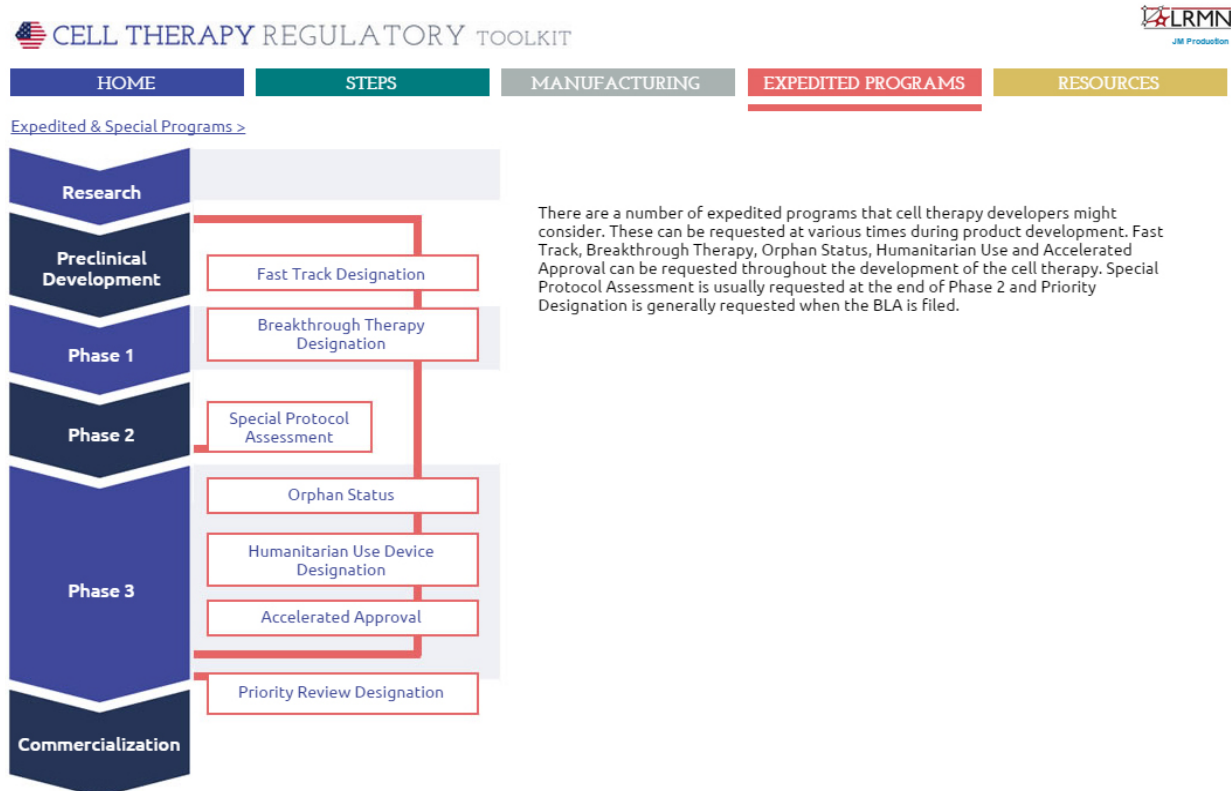 CELL THERAPY REGULATORY TOOLKIT
LRMN
JM Production
HOME
STEPS
MANUFACTURING
EXPEDITED PROGRAMS
RESOURCES
Expedited & Special Programs >
Research
Preclinical
Development
Phase 1
Phase 2
Phase 3
Commercialization
Fast Track Designation
Breakthrough Therapy
Designation
Special Protocol
Assessment
Orphan Status
Humanitarian Use Device
Designation
Accelerated Approval
Priority Review Designation
There are a number of expedited programs that cell therapy developers might
consider. These can be requested at various times during product development. Fast
Track, Breakthrough Therapy, Orphan Status, Humanitarian Use and Accelerated
Approval can be requested throughout the development of the cell therapy. Special
Protocol Assessment is usually requested at the end of Phase 2 and Priority
Designation is generally requested when the BLA is filed.